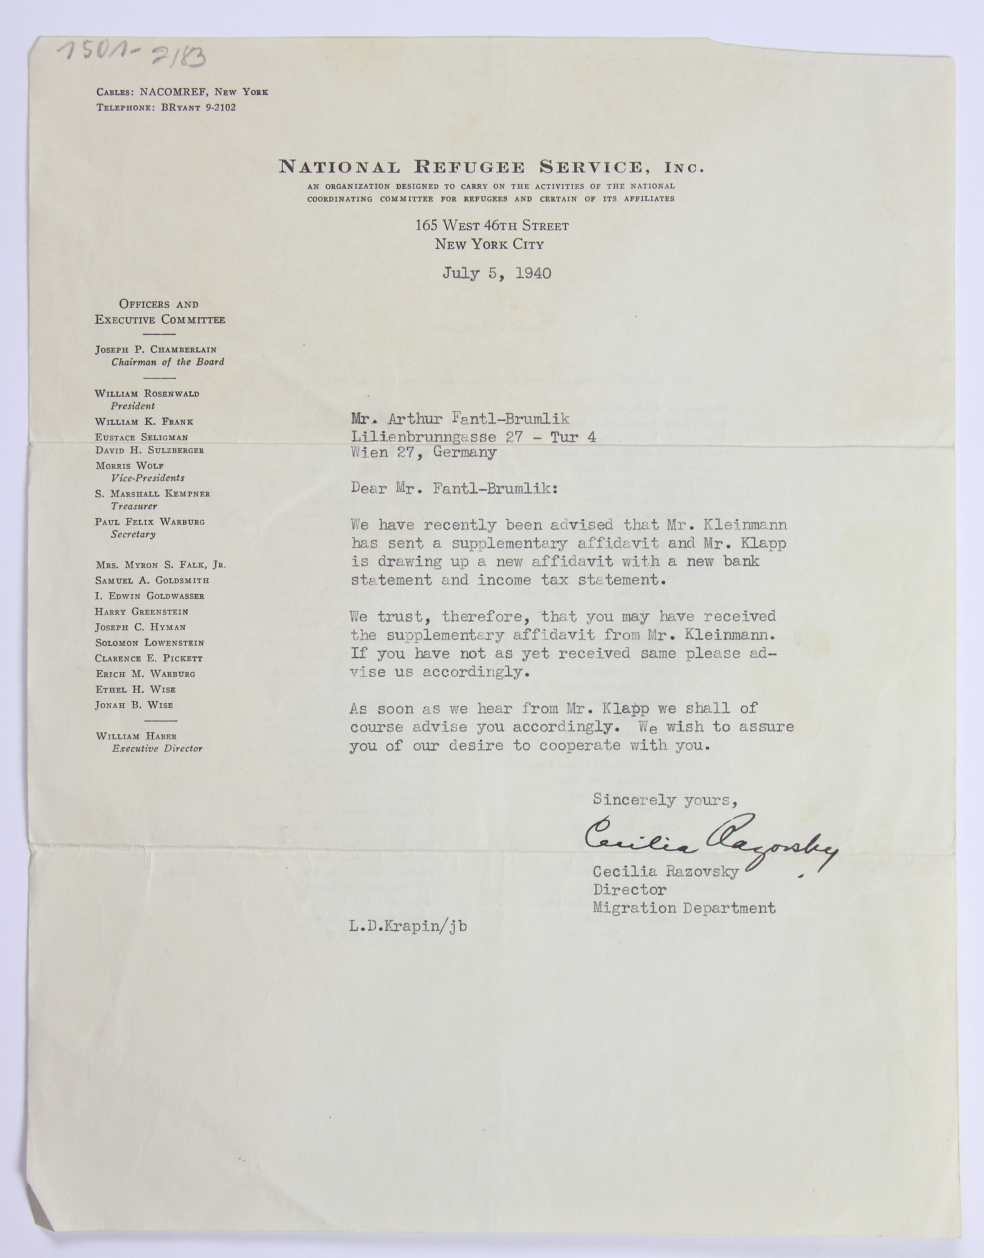 1501-2/83
CABLES: NACOMREF, NEW YORK
TELEPHONE: BRYANT 9-2102
NATIONAL REFUGEE SERVICE, INC.
AN ORGANIZATION DESIGNED TO CARRY ON THE ACTIVITIES OF THE NATIONAL
COORDINATING COMMITTEE FOR REFUGEES AND CERTAIN OF ITS AFFILIATES
165 WEST 46TH STREET
NEW YORK CITY
July 5, 1940
OFFICERS AND
EXECUTIVE COMMITTEE
JOSEPH P. CHAMBERLAIN
Chairman of the Board
WILLIAM ROSENWALD
President
WILLIAM K. FRANK
EUSTACE SELIGMAN
DAVID H. SULZBERGER
MORRIS WOLF
Vice-Presidents
S. MARSHALL KEMPNER
Treasurer
PAUL FELIX WARBURG
Secretary
MRS. MYRON S. FALK, JR.
SAMUEL A. GOLDSMITH
I. EDWIN GOLDWASSER
HARRY GREENSTEIN
JOSEPH C. HYMAN
SOLOMON LOWENSTEIN
CLARENCE E. PICKETT
ERICH M. WARBURG
ETHEL H. WISE
JONAH B. WISE
WILLIAM HABER
Executive Director
Mr. Arthur Fantl-Brumlik
Lilienbrunngasse 27 - Tur 4
Wien 27, Germany
Dear Mr. Fantl-Brumlik:
We have recently been advised that Mr. Kleinmann
has sent a supplementary affidavit and Mr. Klapp
is drawing up a new affidavit with a new bank
statement and income tax statement.
We trust, therefore, that you may have received
the supplementary affidavit from Mr. Kleinmann.
If you have not as yet received same please ad-
vise us accordingly.
As soon as we hear from Mr. Klapp we shall of
course advise you accordingly. We wish to assure
you of our desire to cooperate with you.
Sincerely yours,
Cecilia Razovsky
Cecilia Razovsky
Director
Migration Department
L.D.Krapin/jb